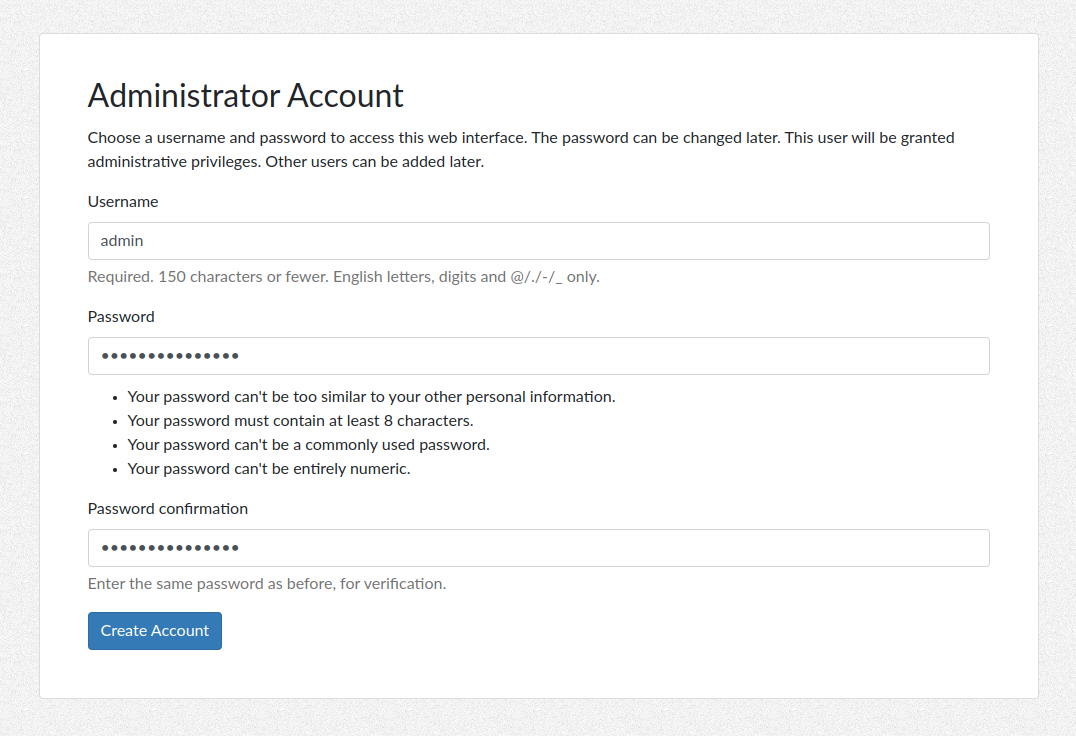 Administrator Account
Choose a username and password to access this web interface. The password can be changed later. This user will be granted
administrative privileges. Other users can be added later.
Username
admin
Required. 150 characters or fewer. English letters, digits and @/./-/_ only.
Password
•••••••••••••••
• Your password can't be too similar to your other personal information.
• Your password must contain at least 8 characters.
• Your password can't be a commonly used password.
• Your password can't be entirely numeric.
Password confirmation
•••••••••••••••
Enter the same password as before, for verification.
Create Account